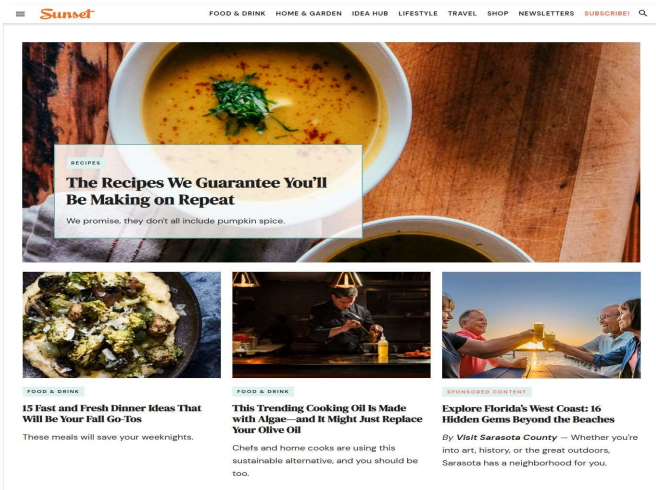 Sunset
FOOD & DRINK HOME & GARDEN IDEA HUB LIFESTYLE TRAVEL SHOP NEWSLETTERS SUBSCRIBE!
RECIPES
The Recipes We Guarantee You'll
Be Making on Repeat
We promise, they don't all include pumpkin spice.
FOOD & DRINK
15 Fast and Fresh Dinner Ideas That
Will Be Your Fall Go-Tos
These meals will save your weeknights.
FOOD & DRINK
This Trending Cooking Oil Is Made
with Algae—and It Might Just Replace
Your Olive Oil
Chefs and home cooks are using this
sustainable alternative, and you should be
too.
SPONSORED CONTENT
Explore Florida's West Coast: 16
Hidden Gems Beyond the Beaches
By Visit Sarasota County — Whether you're
into art, history, or the great outdoors,
Sarasota has a neighborhood for you.